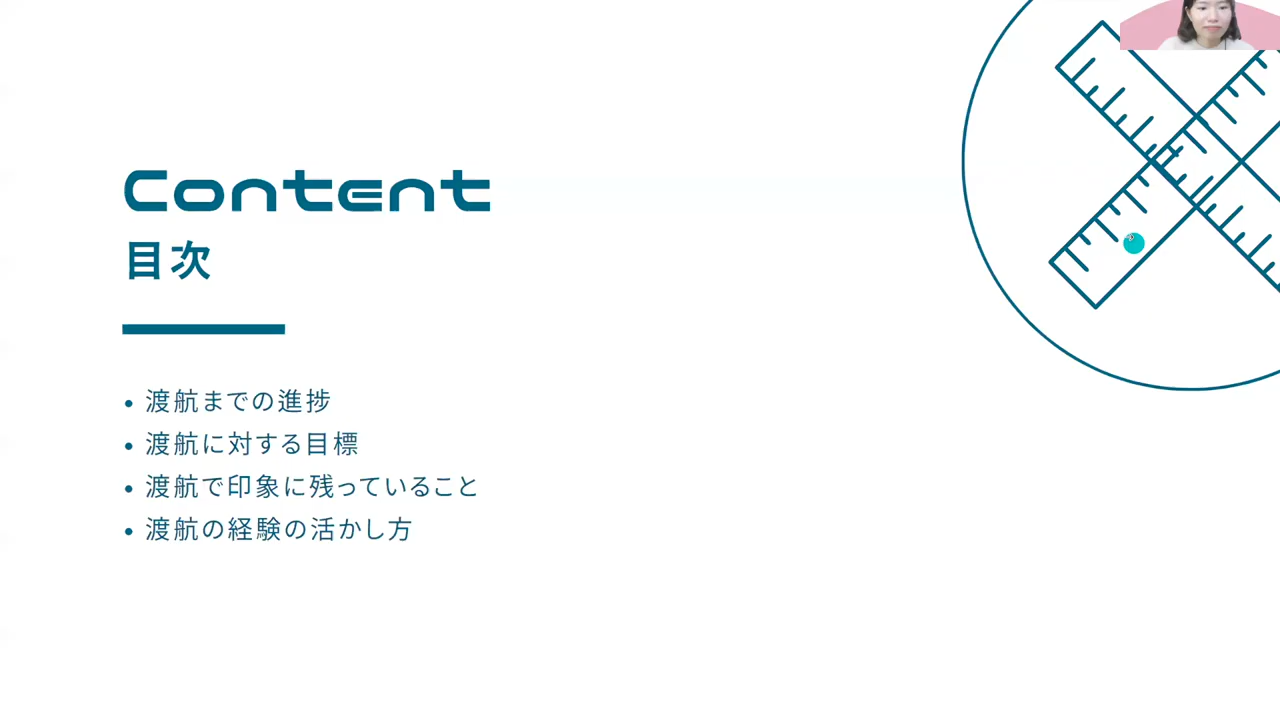 Content
目次
• 渡航までの進捗
• 渡航に対する目標
• 渡航で印象に残っていること
• 渡航の経験の活かし方